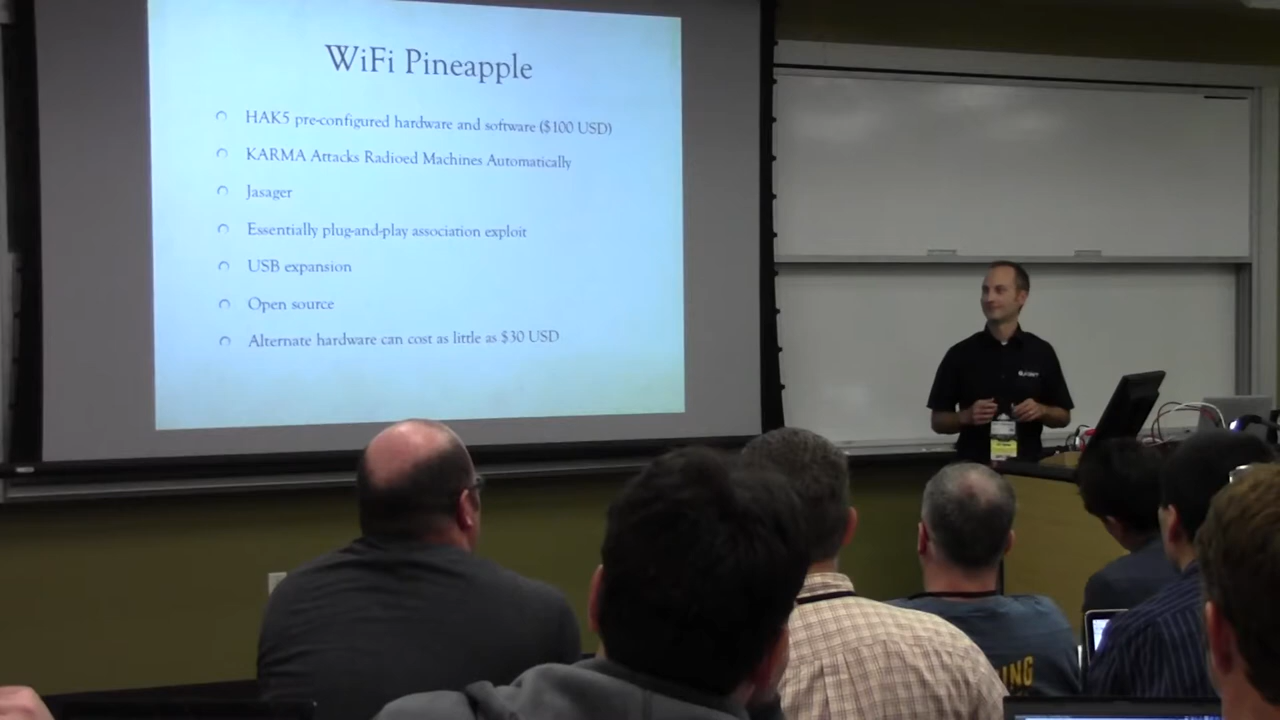 WiFi Pineapple
HAK5 pre-configured hardware and software ($100 USD)
KARMA Attacks Radioed Machines Automatically
Jasager
Essentially plug-and-play association exploit
USB expansion
Open source
Alternate hardware can cost as little as $30 USD
ING